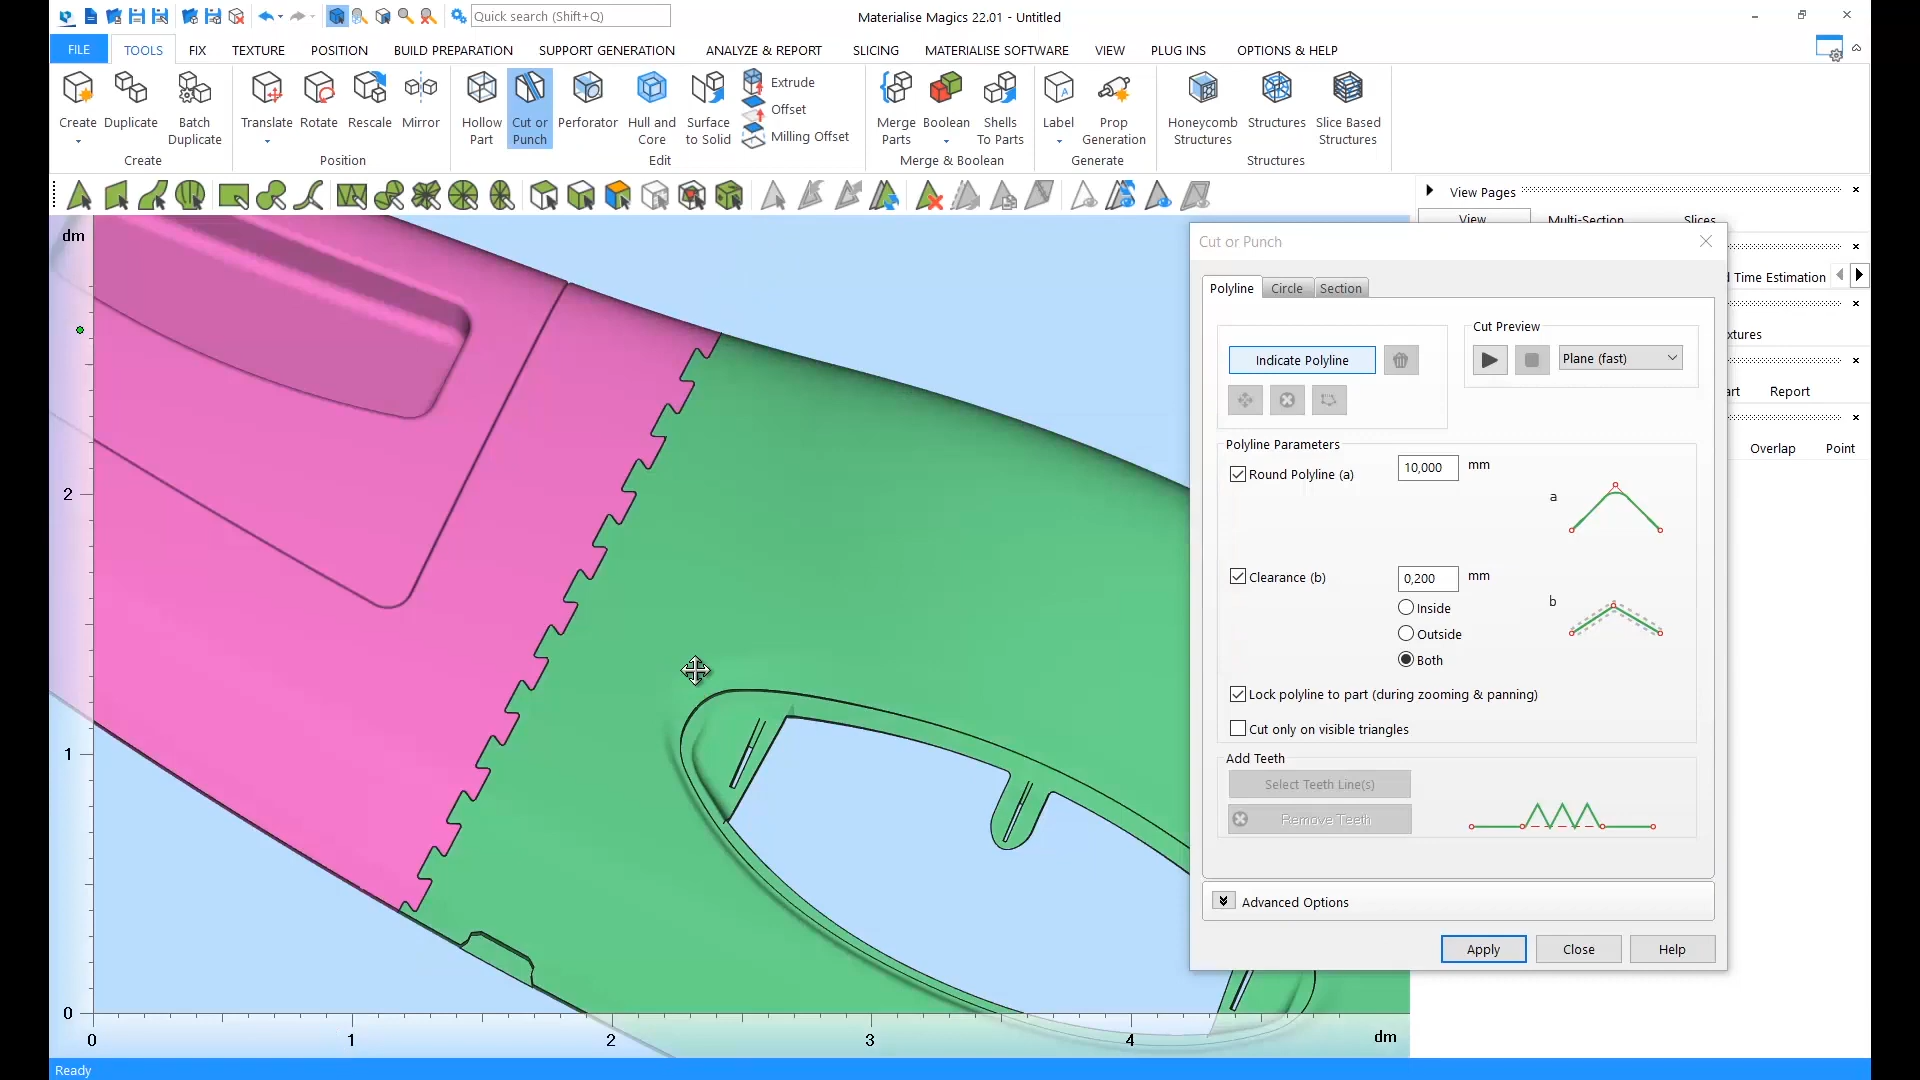 Quick search (Shift+Q)
Materialise Magics 22.01 - Untitled
FILE TOOLS FIX TEXTURE POSITION BUILD PREPARATION SUPPORT GENERATION ANALYZE & REPORT SLICING MATERIALISE SOFTWARE VIEW PLUG INS OPTIONS & HELP
Create Duplicate Batch Duplicate
Create
Translate Rotate Rescale Mirror
Position
Hollow Part Cut or Punch Perforator Hull and Core Surface to Solid
Extrude
Offset
Milling Offset
Edit
Merge Parts Boolean Shells To Parts
Merge & Boolean
Label Prop Generation
Generate
Honeycomb Structures Structures Slice Based Structures
Structures
View Pages
View Multi-Section Slices
Time Estimation
Report
Overlap Point
dm
2
1
0
0 1 2 3 4 dm
Cut or Punch
Polyline Circle Section
Indicate Polyline
Cut Preview
Plane (fast)
Polyline Parameters
Round Polyline (a) 10,000 mm
a
Clearance (b) 0,200 mm
b
Inside
Outside
Both
Lock polyline to part (during zooming & panning)
Cut only on visible triangles
Add Teeth
Select Teeth Line(s)
Remove Teeth
Advanced Options
Apply Close Help
Ready